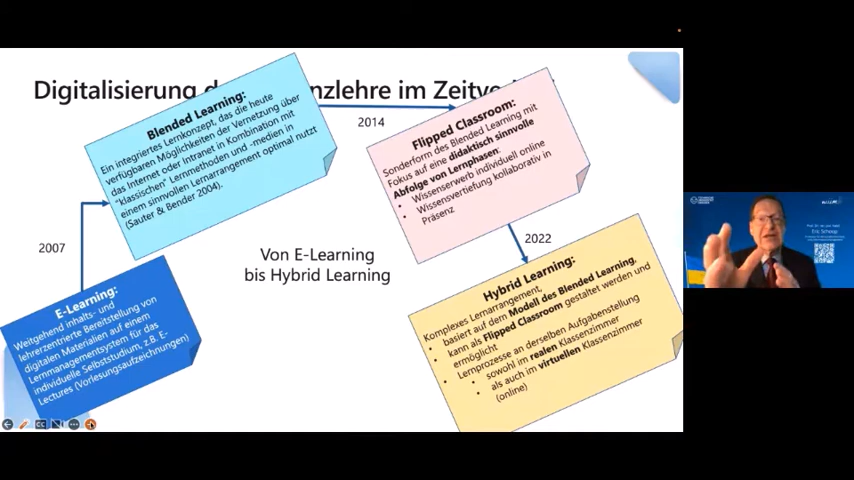 Digitalisierung d nzlehre im Zeitv
Blended Learning:
Ein integriertes Lernkonzept, das die heute
verfügbaren Möglichkeiten der Vernetzung über
das Internet oder Intranet in Kombination mit
"klassischen" Lernmethoden und -medien in
einem sinnvollen Lernarrangement optimal nutzt
(Sauter & Bender 2004).
2014
Flipped Classroom:
Sonderform des Blended Learning mit
Fokus auf eine didaktisch sinnvolle
Abfolge von Lernphasen:
• Wissenserwerb individuell online
• Wissensvertiefung kollaborativ in
Präsenz
2007
Von E-Learning
bis Hybrid Learning
2022
E-Learning:
Weitgehend inhalts- und
lehrerzentrierte Bereitstellung von
digitalen Materialien auf einem
Lernmanagementsystem für das
individuelle Selbststudium, z.B. E-
Lectures (Vorlesungsaufzeichnungen)
Hybrid Learning:
Komplexes Lernarrangement,
• basiert auf dem Modell des Blended Learning,
• kann als Flipped Classroom gestaltet werden und
ermöglicht
• Lernprozesse an derselben Aufgabenstellung
• sowohl im realen Klassenzimmer
• als auch im virtuellen Klassenzimmer
(online)
CC
Eric Schoop